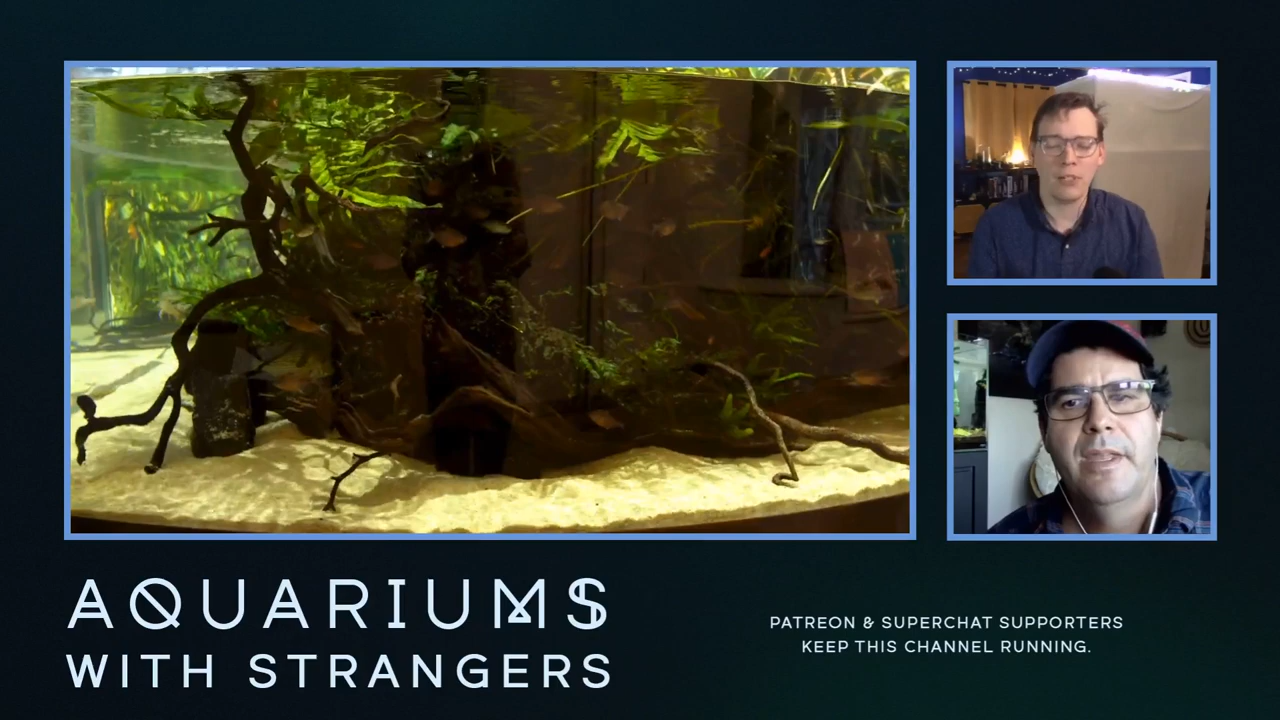 AQUARIUMS
WITH STRANGERS
PATREON & SUPERCHAT SUPPORTERS
KEEP THIS CHANNEL RUNNING.